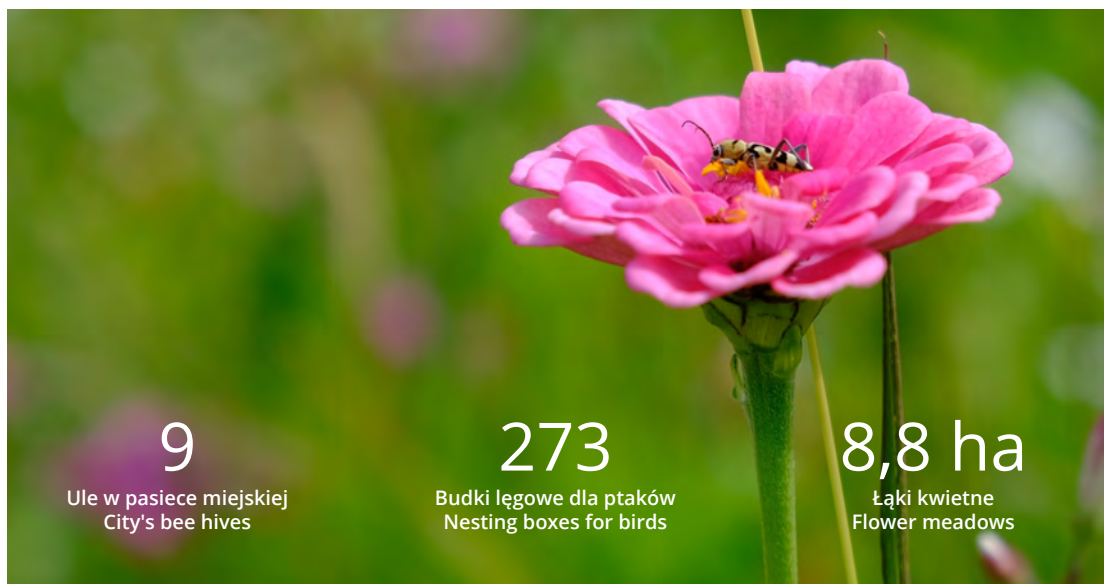 9
Ule w pasiece miejskiej
City's bee hives
273
Budki lęgowe dla ptaków
Nesting boxes for birds
8,8 ha
Łąki kwietne
Flower meadows